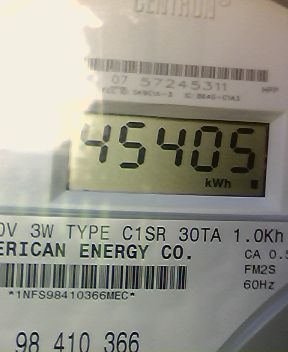 CENTRON®
07 57245311 HPP
45405
kWh
0V 3W TYPE C1SR 30TA 1.0Kh
ERICAN ENERGY CO.
CA 0.5
FM2S
60Hz
*1NFS98410366MEC*
98 410 366